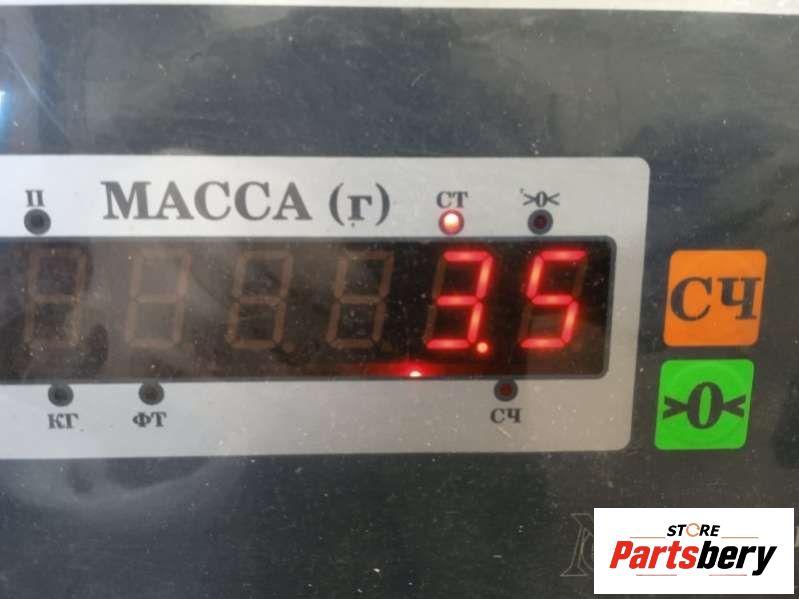 П
МАССА (г)
СТ
>0<
3.5
СЧ
КГ
ФТ
СЧ
>0<
STORE
Partsbery